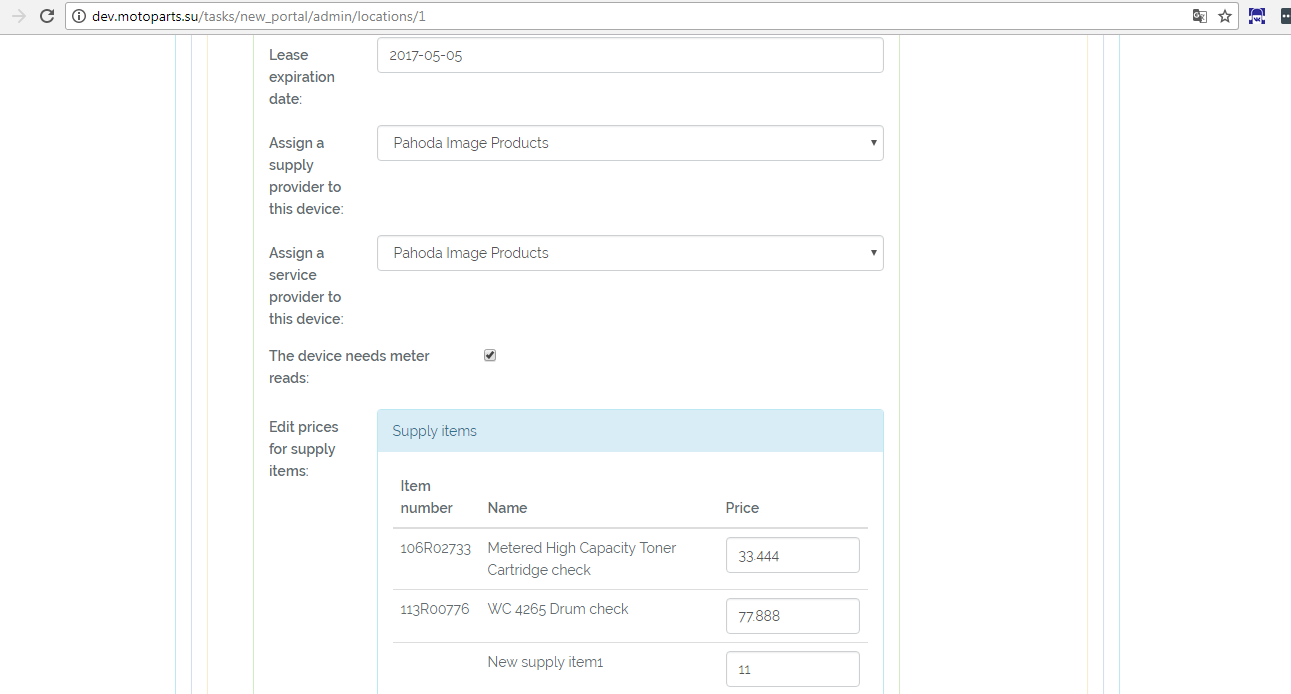 dev.motoparts.su/tasks/new_portal/admin/locations/1
Lease
expiration
date:
2017-05-05
Assign a
supply
provider to
this device:
Pahoda Image Products
Assign a
service
provider to
this device:
Pahoda Image Products
The device needs meter
reads:
Edit prices
for supply
items:
Supply items
Item
number
Name
Price
106R02733
Metered High Capacity Toner
Cartridge check
33.444
113R00776
WC 4265 Drum check
77.888
New supply item1
11